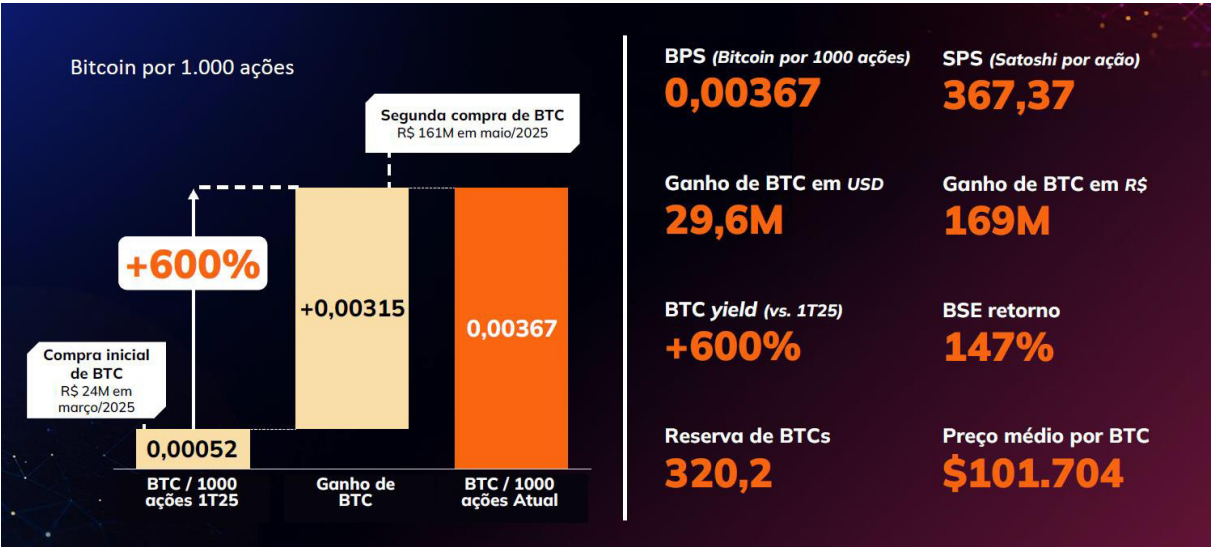 Bitcoin por 1.000 ações
Segunda compra de BTC
R$ 161M em maio/2025
+600%
+0,00315
0,00367
Compra inicial
de BTC
R$ 24M em
março/2025
0,00052
BTC / 1000
ações 1T25
Ganho de
BTC
BTC / 1000
ações Atual
BPS (Bitcoin por 1000 ações)
0,00367
SPS (Satoshi por ação)
367,37
Ganho de BTC em USD
29,6M
Ganho de BTC em R$
169M
BTC yield (vs. 1T25)
+600%
BSE retorno
147%
Reserva de BTCs
320,2
Preço médio por BTC
$101.704